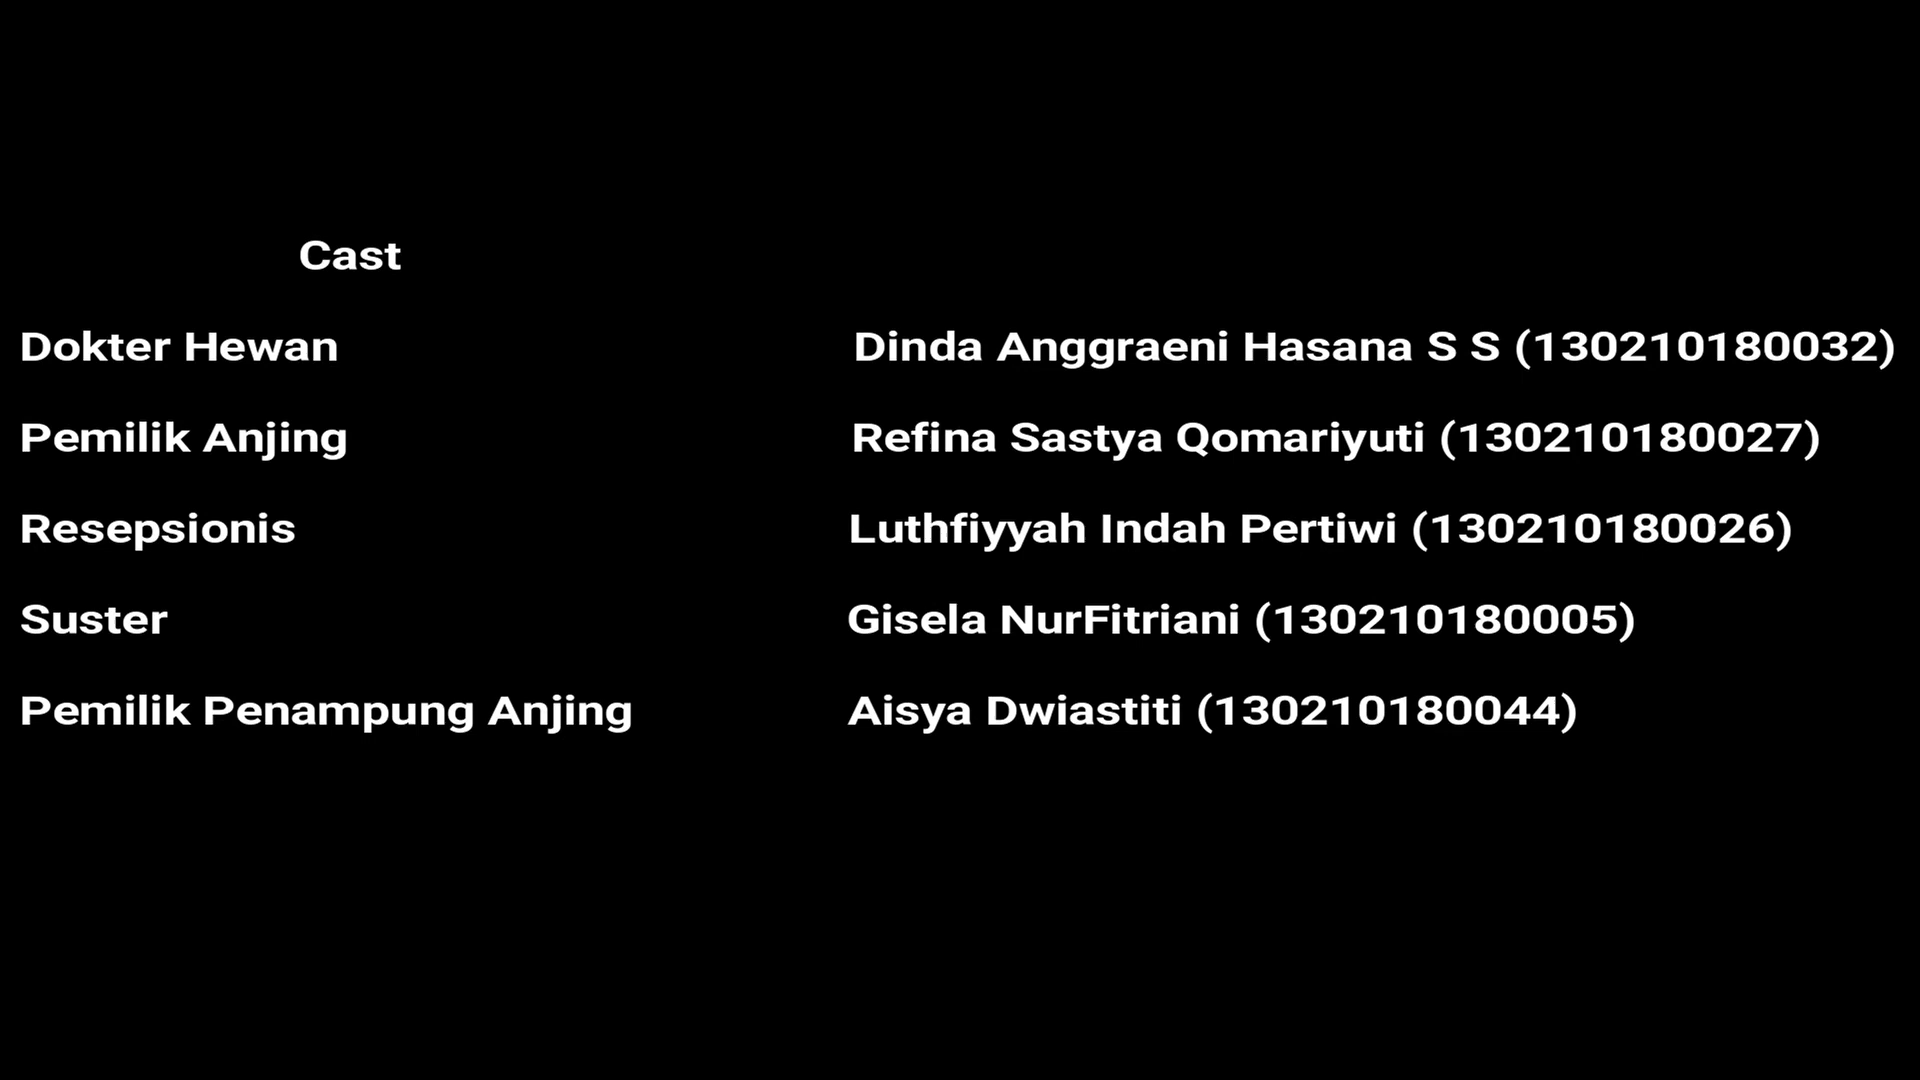 Cast
Dokter Hewan Dinda Anggraeni Hasana S S (130210180032)
Pemilik Anjing Refina Sastya Qomariyuti (130210180027)
Resepsionis Luthfiyyah Indah Pertiwi (130210180026)
Suster Gisela NurFitriani (130210180005)
Pemilik Penampung Anjing Aisya Dwiastiti (130210180044)